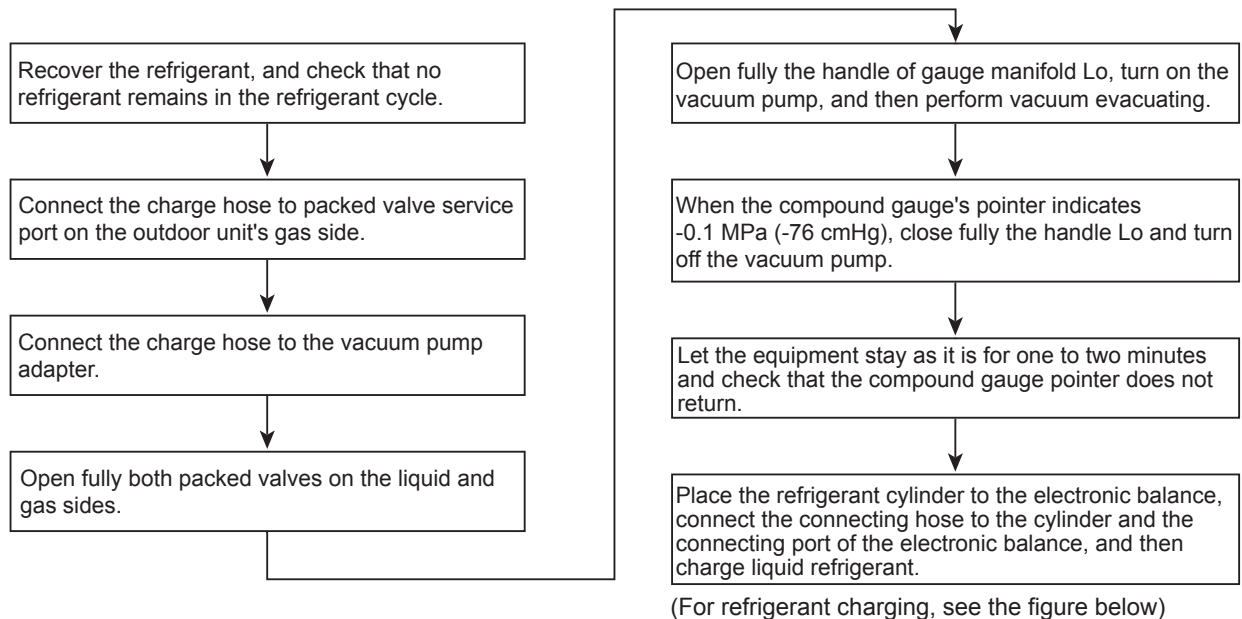 Recover the refrigerant, and check that no
refrigerant remains in the refrigerant cycle.
Connect the charge hose to packed valve service
port on the outdoor unit's gas side.
Connect the charge hose to the vacuum pump
adapter.
Open fully both packed valves on the liquid and
gas sides.
Open fully the handle of gauge manifold Lo, turn on the
vacuum pump, and then perform vacuum evacuating.
When the compound gauge's pointer indicates
-0.1 MPa (-76 cmHg), close fully the handle Lo and turn
off the vacuum pump.
Let the equipment stay as it is for one to two minutes
and check that the compound gauge pointer does not
return.
Place the refrigerant cylinder to the electronic balance,
connect the connecting hose to the cylinder and the
connecting port of the electronic balance, and then
charge liquid refrigerant.
(For refrigerant charging, see the figure below)